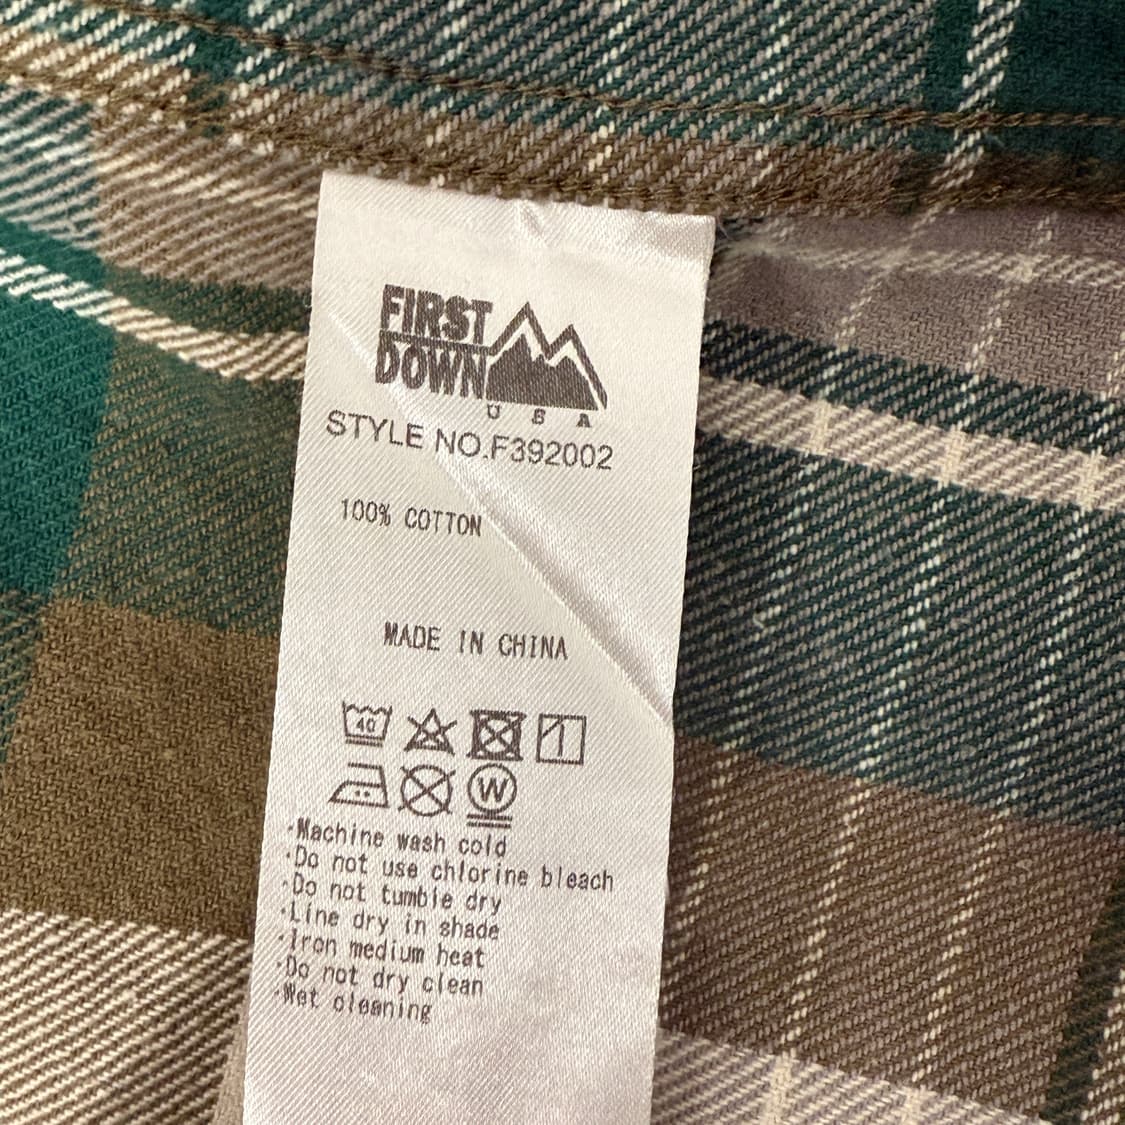 FIRST
DOWN
USA
STYLE NO.F392002
100% COTTON
MADE IN CHINA
40
W
·Machine wash cold
·Do not use chlorine bleach
·Do not tumble dry
·Line dry in shade
·Iron medium heat
·Do not dry clean
·Wet cleaning